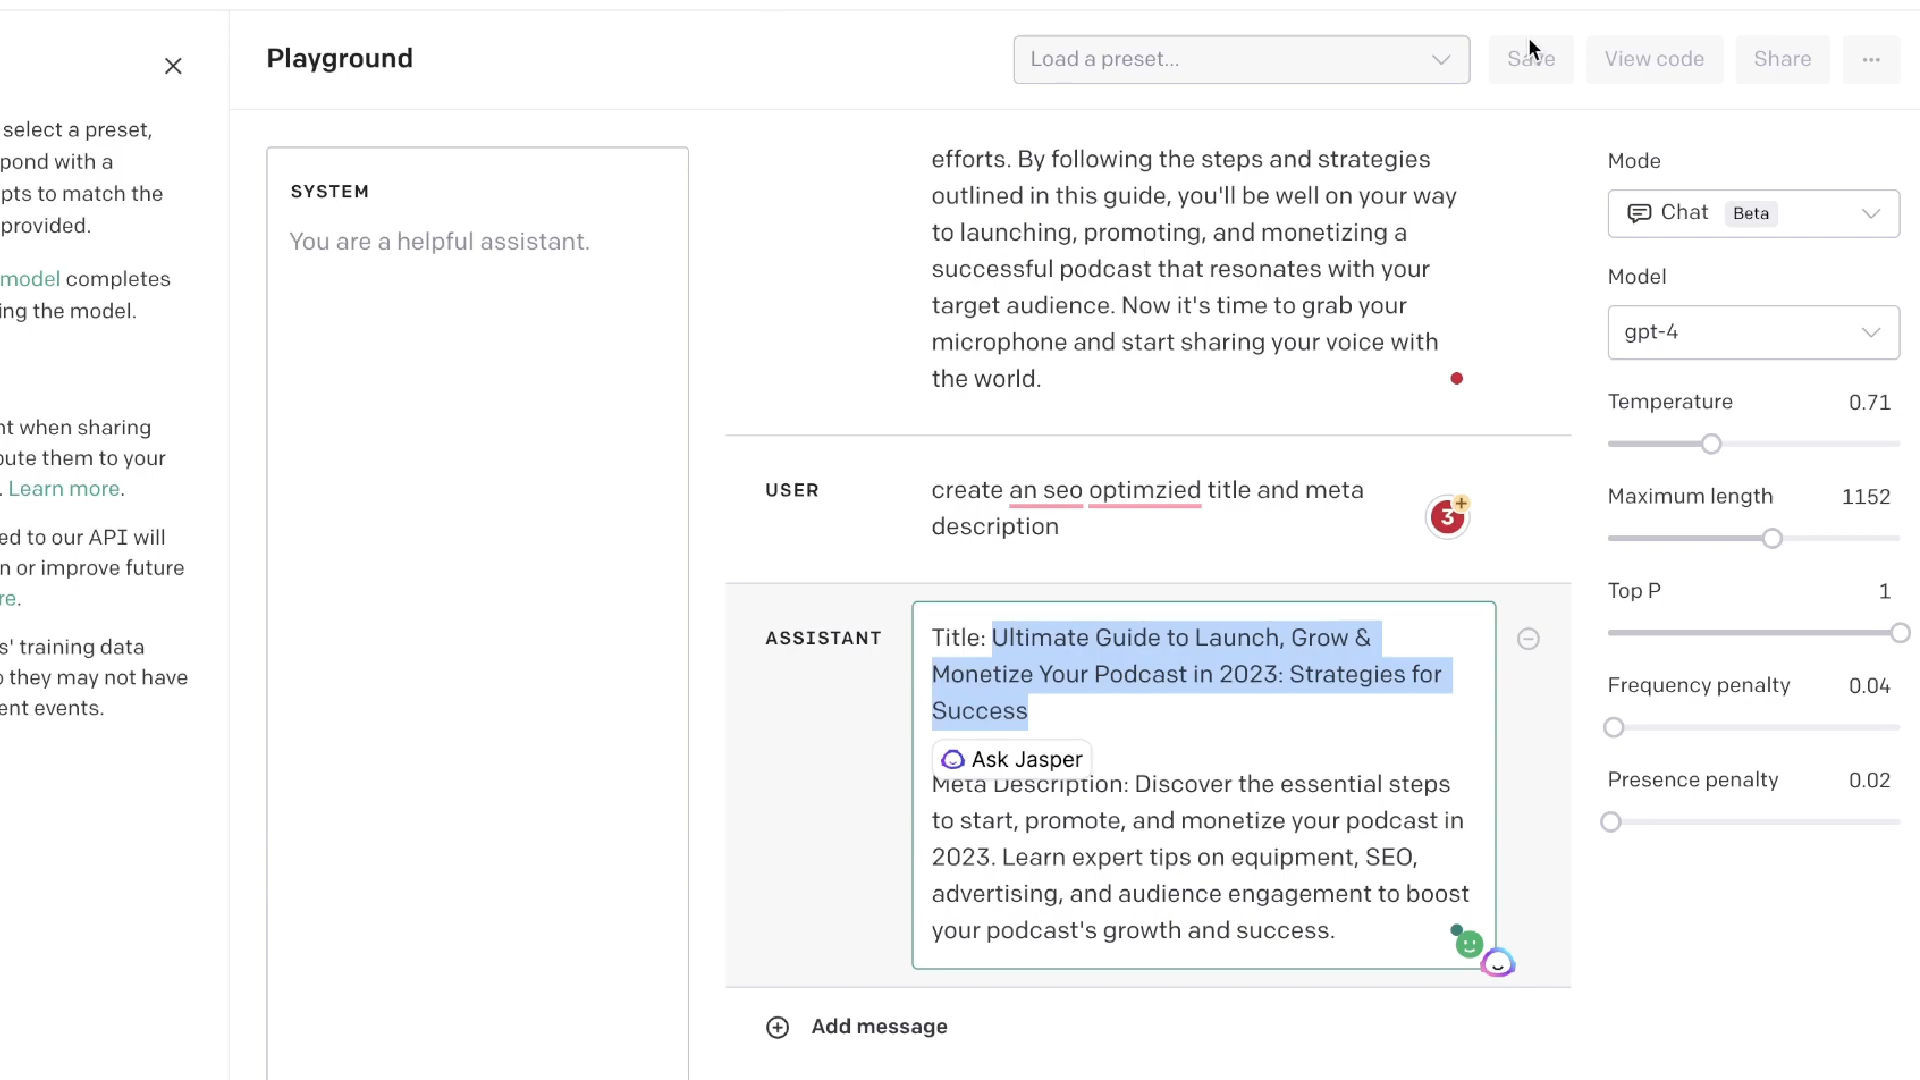 Playground
Load a preset...
Save
View code
Share
...
select a preset,
pond with a
pts to match the
provided.
model completes
ing the model.
nt when sharing
oute them to your
. Learn more.
ed to our API will
n or improve future
re.
s' training data
o they may not have
ent events.
SYSTEM
You are a helpful assistant.
efforts. By following the steps and strategies
outlined in this guide, you'll be well on your way
to launching, promoting, and monetizing a
successful podcast that resonates with your
target audience. Now it's time to grab your
microphone and start sharing your voice with
the world.
USER
create an seo optimzied title and meta
description
3
ASSISTANT
Title: Ultimate Guide to Launch, Grow &
Monetize Your Podcast in 2023: Strategies for
Success
Ask Jasper
Meta Description: Discover the essential steps
to start, promote, and monetize your podcast in
2023. Learn expert tips on equipment, SEO,
advertising, and audience engagement to boost
your podcast's growth and success.
Add message
Mode
Chat Beta
Model
gpt-4
Temperature 0.71
Maximum length 1152
Top P 1
Frequency penalty 0.04
Presence penalty 0.02